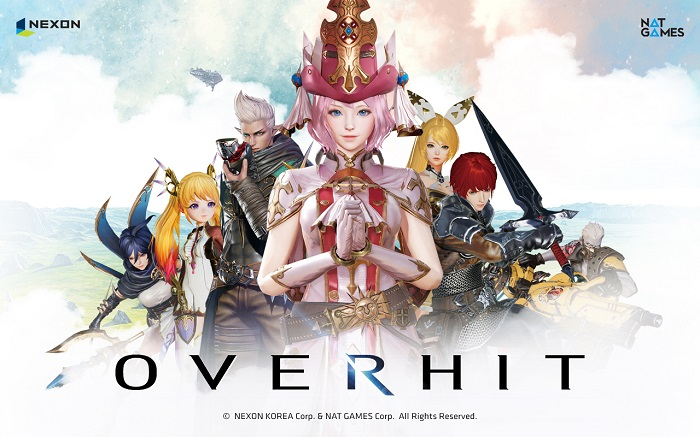 NEXON
NAT
GAMES
OVERHIT
© NEXON KOREA Corp. & NAT GAMES Corp. All Rights Reserved.